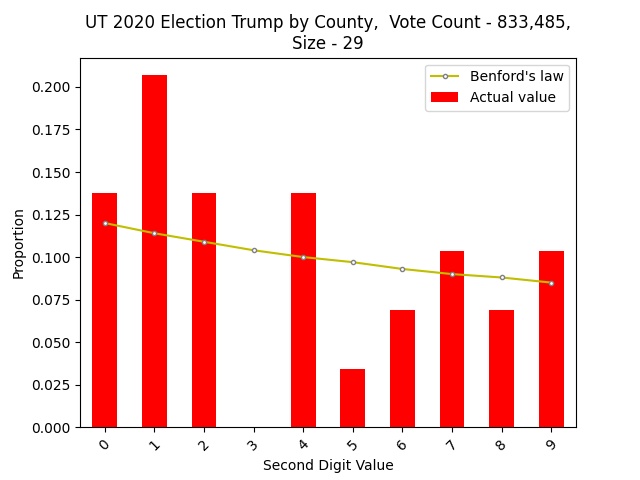 UT 2020 Election Trump by County,  Vote Count - 833,485,
Size - 29
Benford's law
Actual value
0.200
0.175
0.150
0.125
0.100
0.075
0.050
0.025
0.000
Proportion
0 1 2 3 4 5 6 7 8 9
Second Digit Value